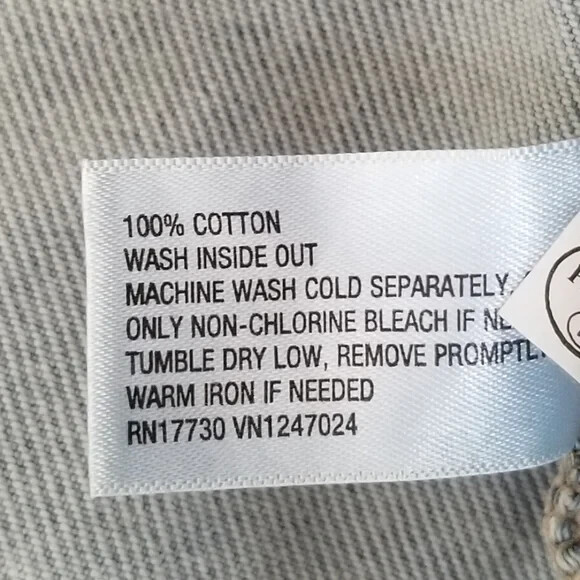 100% COTTON
WASH INSIDE OUT
MACHINE WASH COLD SEPARATELY.
ONLY NON-CHLORINE BLEACH IF
TUMBLE DRY LOW, REMOVE PROMPTLY
WARM IRON IF NEEDED
RN17730 VN1247024